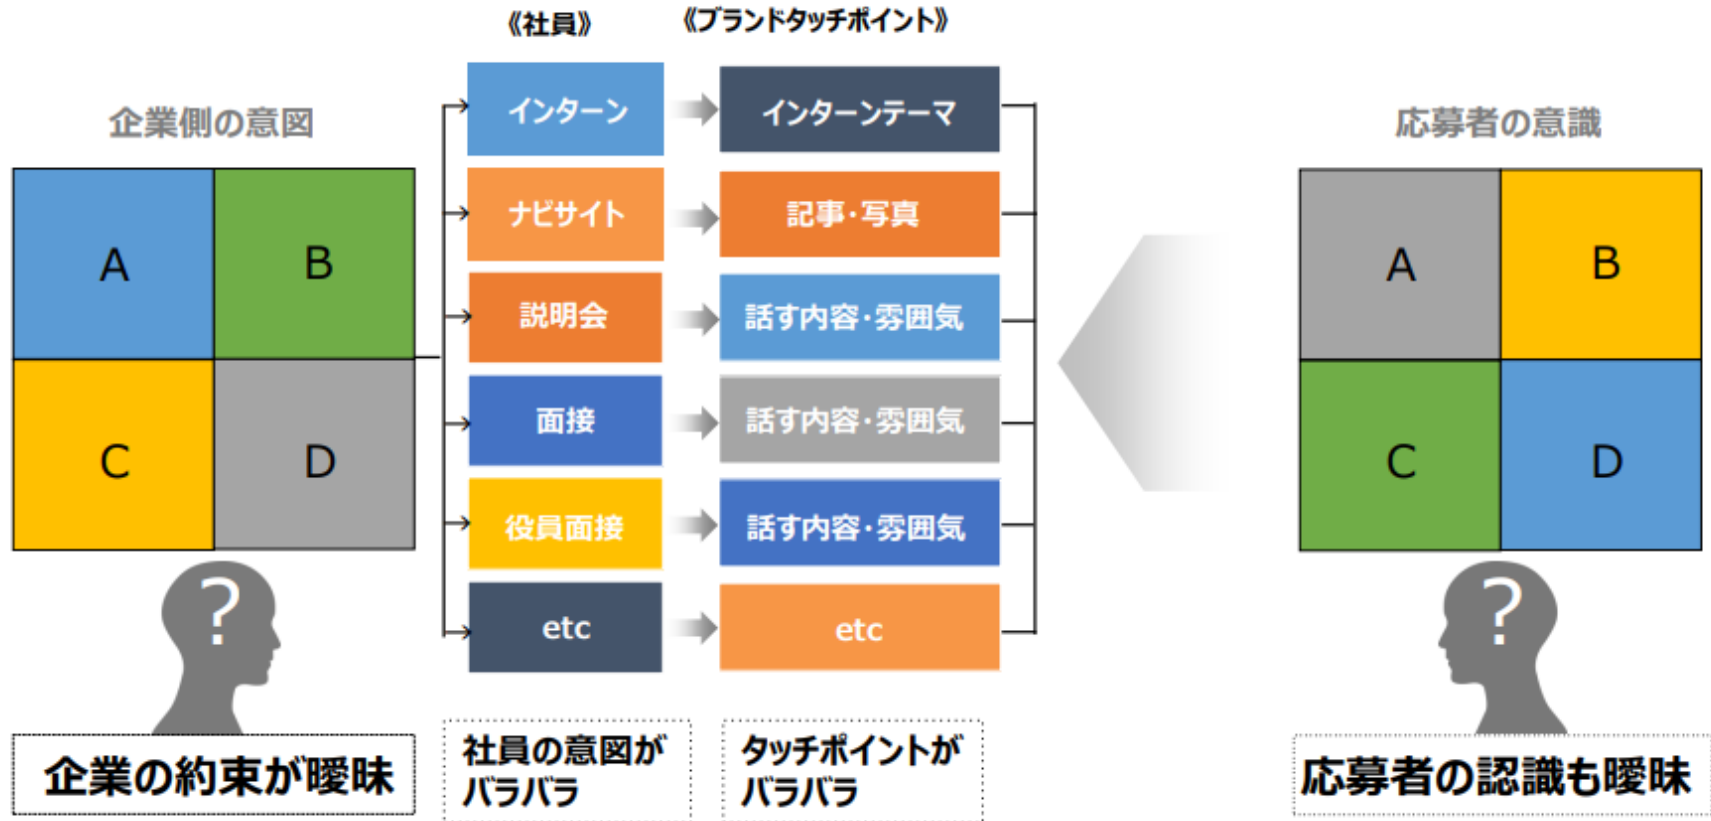 《社員》
《ブランドタッチポイント》
企業側の意図
A
B
C
D
?
企業の約束が曖昧
インターン
ナビサイト
説明会
面接
役員面接
etc
社員の意図が
バラバラ
インターンテーマ
記事・写真
話す内容・雰囲気
話す内容・雰囲気
話す内容・雰囲気
etc
タッチポイントが
バラバラ
応募者の意識
A
B
C
D
?
応募者の認識も曖昧